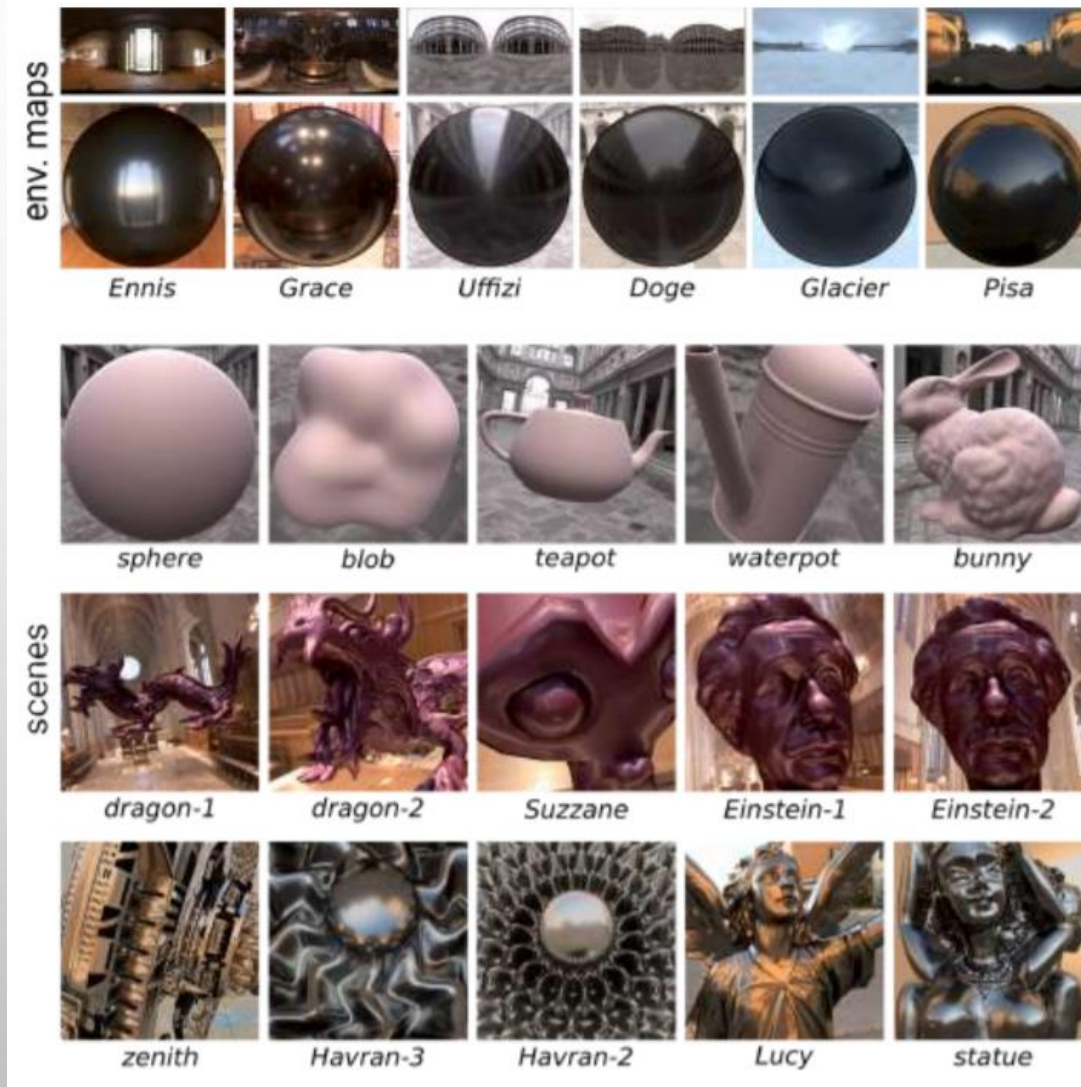 env. maps
Ennis Grace Uffizi Doge Glacier Pisa
scenes
sphere blob teapot waterpot bunny
dragon-1 dragon-2 Suzzane Einstein-1 Einstein-2
zenith Havran-3 Havran-2 Lucy statue